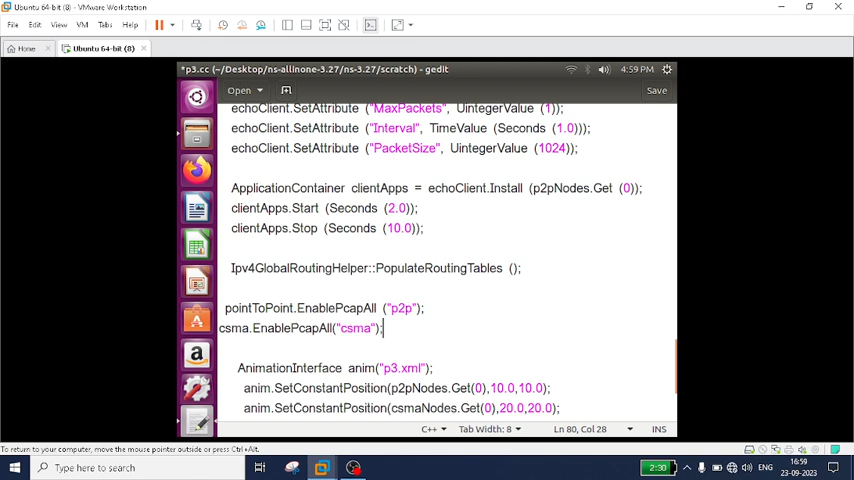 Ubuntu 64-bit (8) - VMware Workstation
File Edit View VM Tabs Help
Home Ubuntu 64-bit (8)
*p3.cc (~/Desktop/ns-allinone-3.27/ns-3.27/scratch) - gedit 4:59 PM
Open Save
echoClient.SetAttribute ("MaxPackets", UintegerValue (1));
echoClient.SetAttribute ("Interval", TimeValue (Seconds (1.0)));
echoClient.SetAttribute ("PacketSize", UintegerValue (1024));
ApplicationContainer clientApps = echoClient.Install (p2pNodes.Get (0));
clientApps.Start (Seconds (2.0));
clientApps.Stop (Seconds (10.0));
Ipv4GlobalRoutingHelper::PopulateRoutingTables ();
pointToPoint.EnablePcapAll ("p2p");
csma.EnablePcapAll("csma");
AnimationInterface anim("p3.xml");
anim.SetConstantPosition(p2pNodes.Get(0),10.0,10.0);
anim.SetConstantPosition(csmaNodes.Get(0),20.0,20.0);
C++ Tab Width: 8 Ln 80, Col 28 INS
To return to your computer, move the mouse pointer outside or press Ctrl+Alt.
Type here to search 2:30 ENG 16:59
23-09-2023